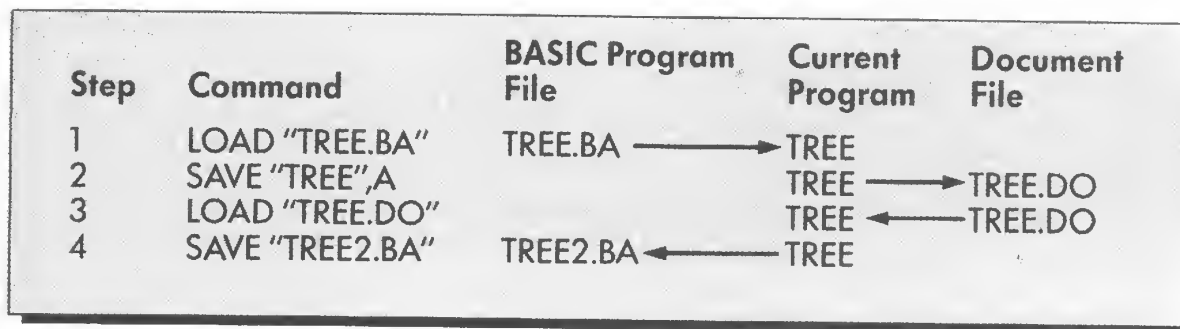 Step Command BASIC Program File Current Program Document File
1 LOAD "TREE.BA" TREE.BA TREE
2 SAVE "TREE",A TREE TREE.DO
3 LOAD "TREE.DO" TREE TREE.DO
4 SAVE "TREE2.BA" TREE2.BA TREE